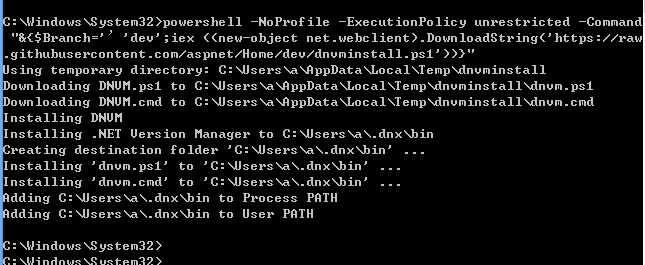 C:\Windows\System32>powershell -NoProfile -ExecutionPolicy unrestricted -Command
"&{$Branch='’ 'dev';iex ((new-object net.webclient).DownloadString('https://raw
.githubusercontent.com/aspnet/Home/dev/dnvminstall.ps1'))}"
Using temporary directory: C:\Users\a\AppData\Local\Temp\dnvminstall
Downloading DNVM.ps1 to C:\Users\a\AppData\Local\Temp\dnvminstall\dnvm.ps1
Downloading DNVM.cmd to C:\Users\a\AppData\Local\Temp\dnvminstall\dnvm.cmd
Installing DNVM
Installing .NET Version Manager to C:\Users\a\.dnx\bin
Creating destination folder 'C:\Users\a\.dnx\bin' ...
Installing 'dnvm.ps1' to 'C:\Users\a\.dnx\bin' ...
Installing 'dnvm.cmd' to 'C:\Users\a\.dnx\bin' ...
Adding C:\Users\a\.dnx\bin to Process PATH
Adding C:\Users\a\.dnx\bin to User PATH
C:\Windows\System32>
C:\Windows\System32>